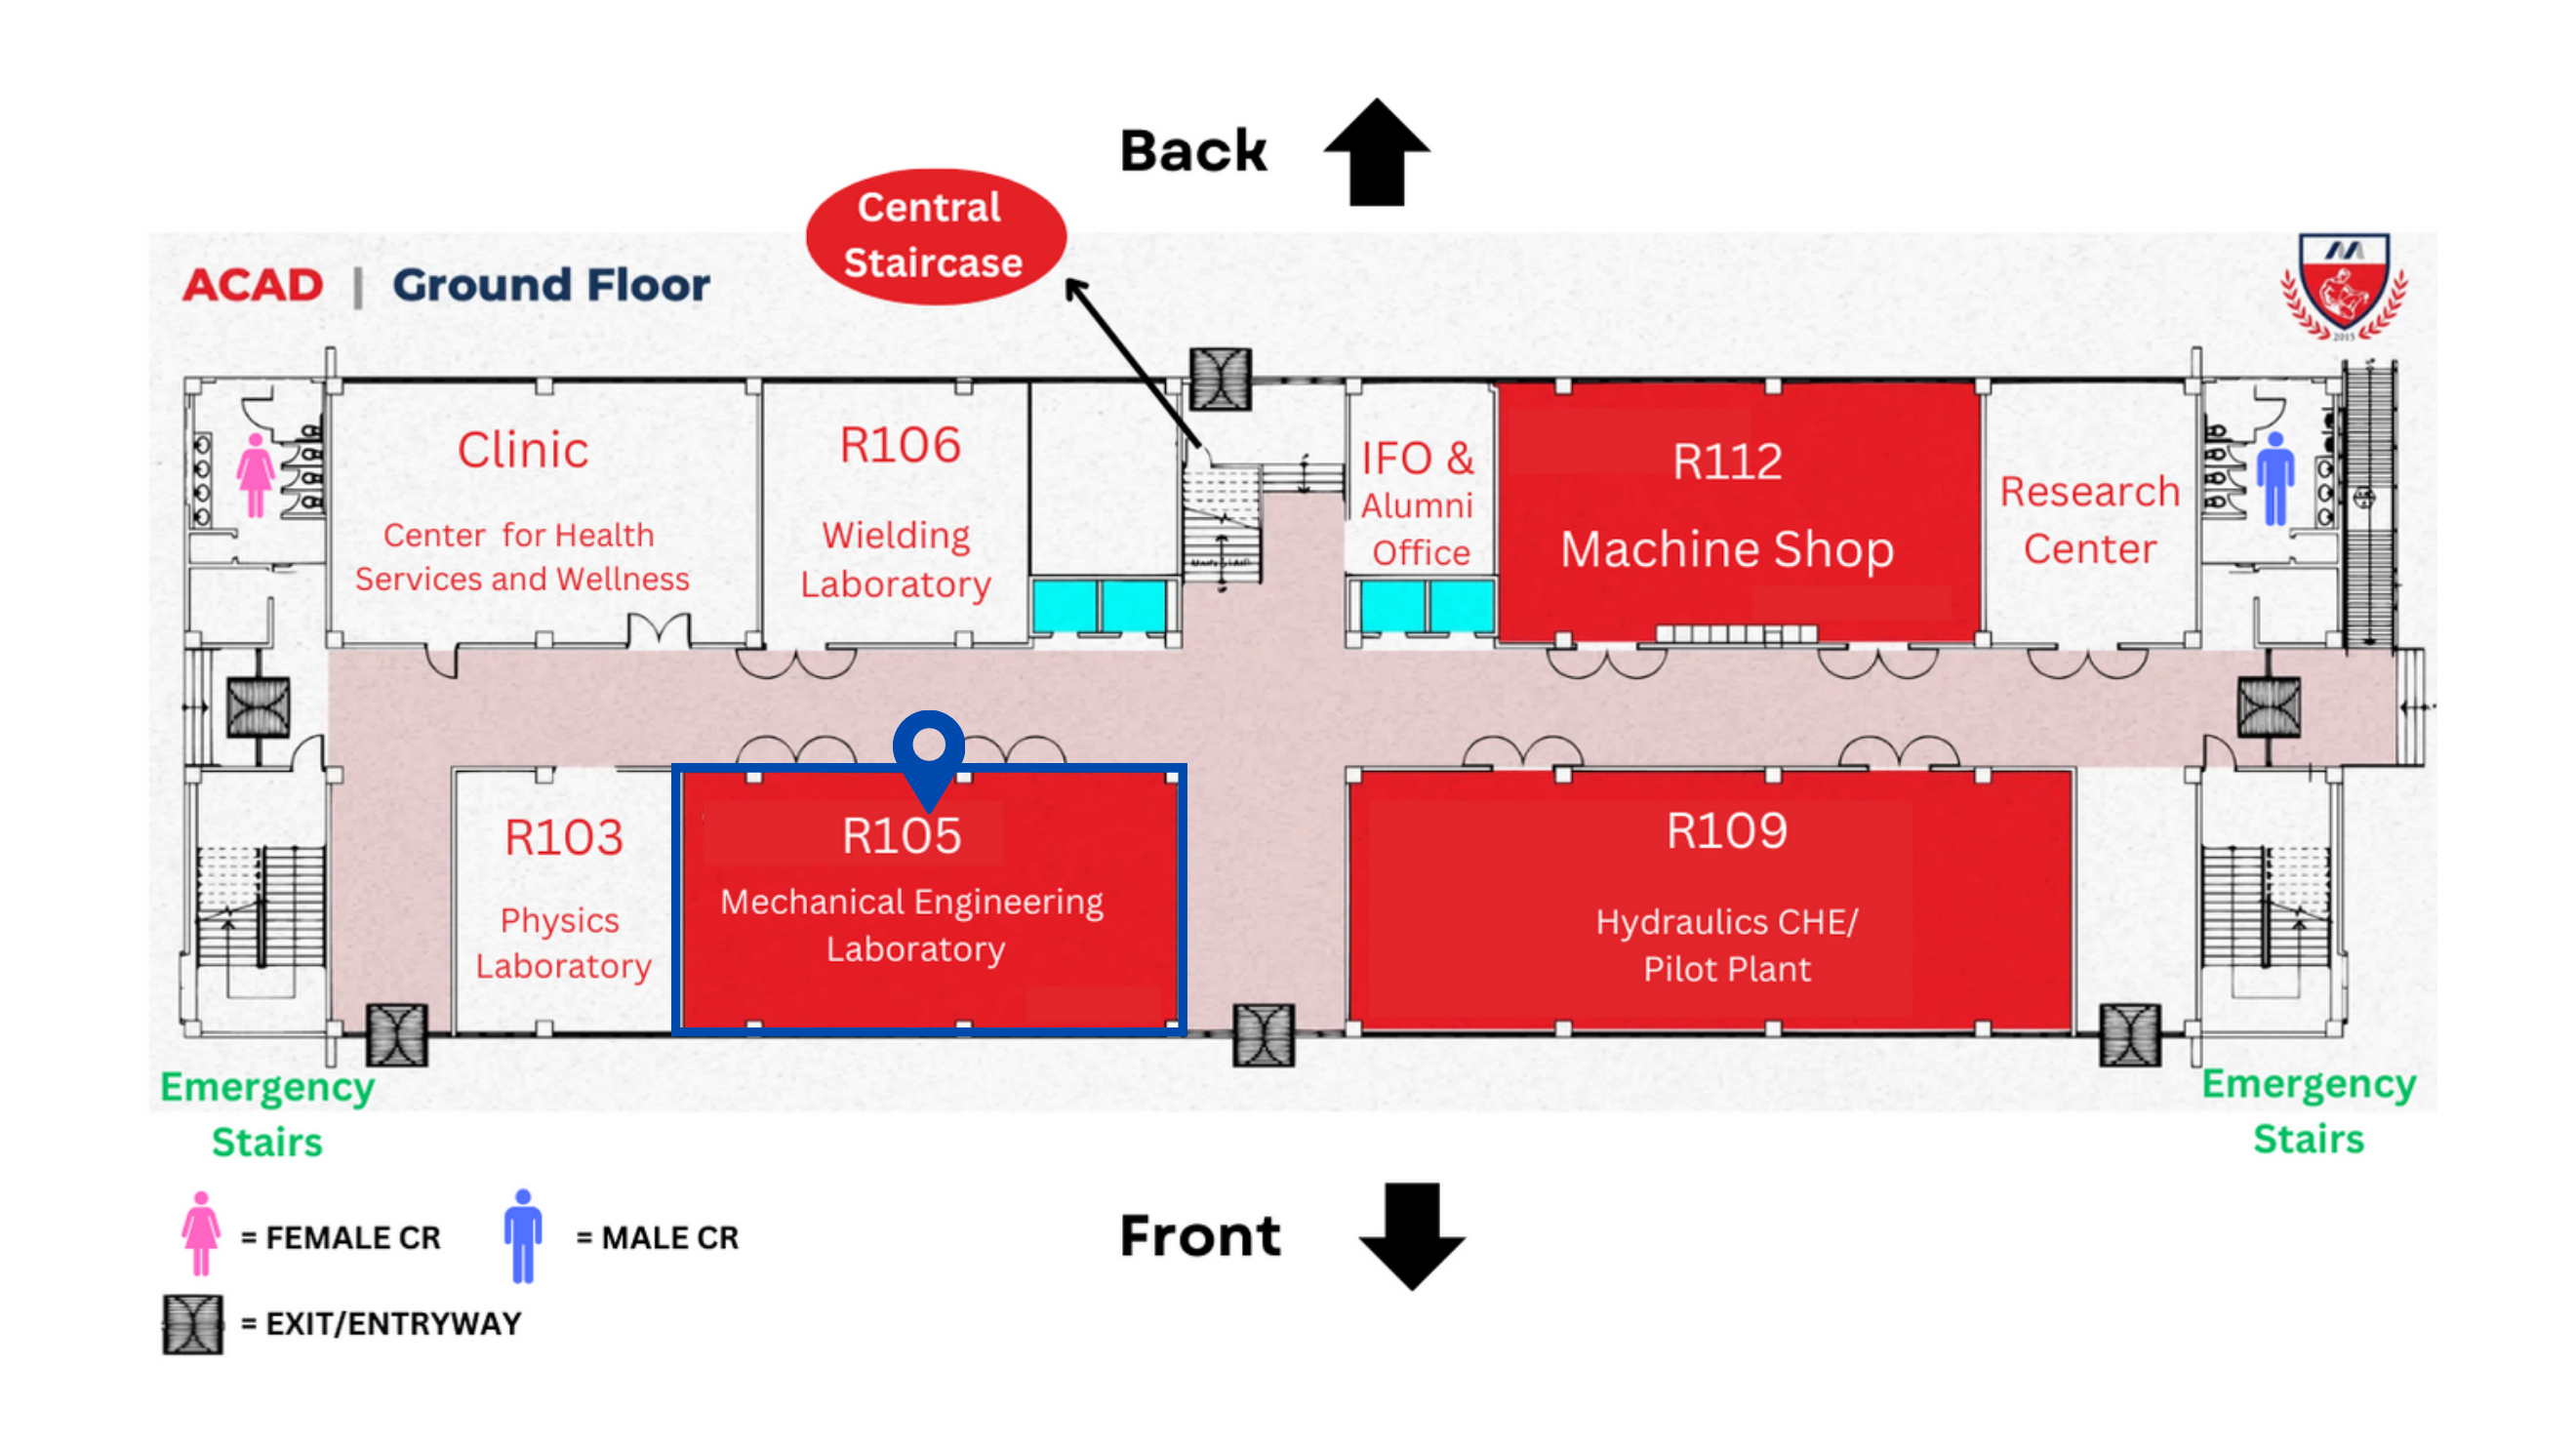 Back
Central
Staircase
ACAD | Ground Floor
2015
Clinic
Center for Health
Services and Wellness
R106
Wielding
Laboratory
IFO &
Alumni
Office
R112
Machine Shop
Research
Center
R103
Physics
Laboratory
R105
Mechanical Engineering
Laboratory
R109
Hydraulics CHE/
Pilot Plant
Emergency
Stairs
Emergency
Stairs
= FEMALE CR
= MALE CR
Front
= EXIT/ENTRYWAY